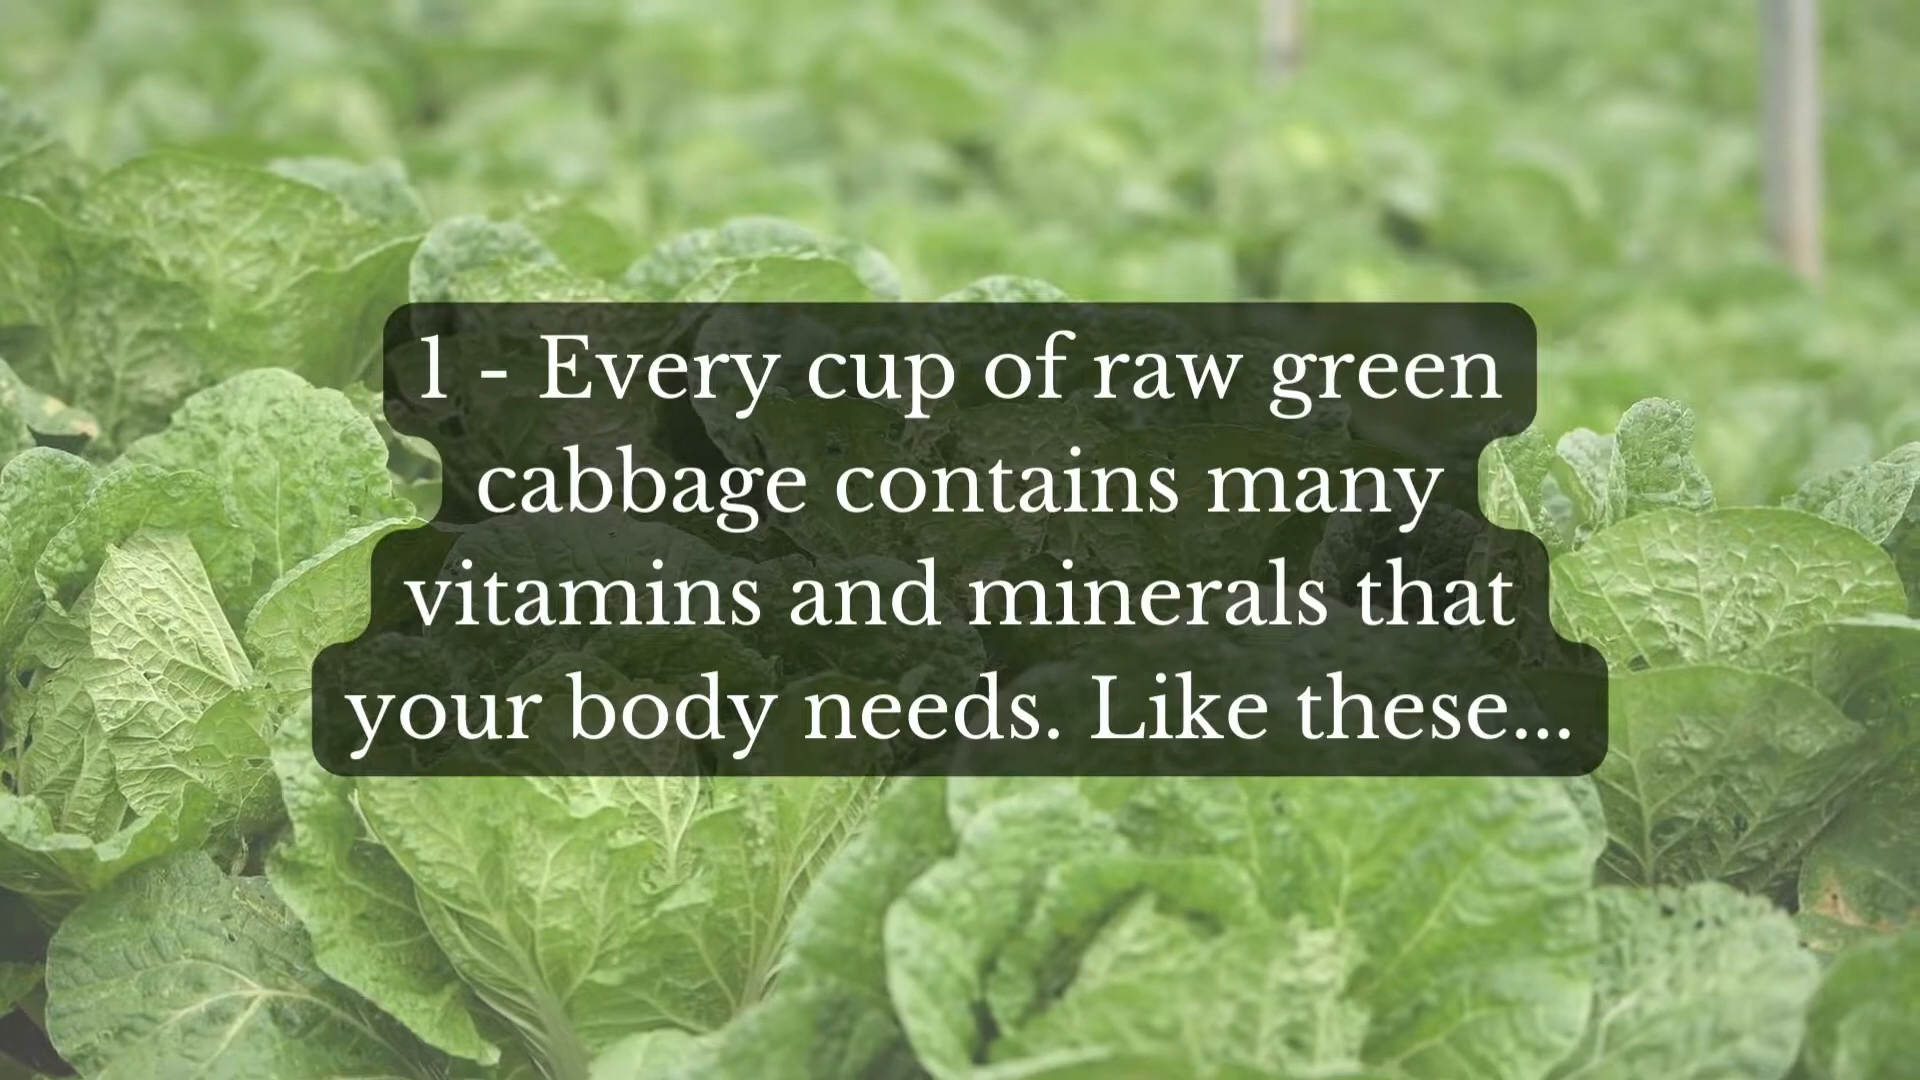 1 - Every cup of raw green
cabbage contains many
vitamins and minerals that
your body needs. Like these...